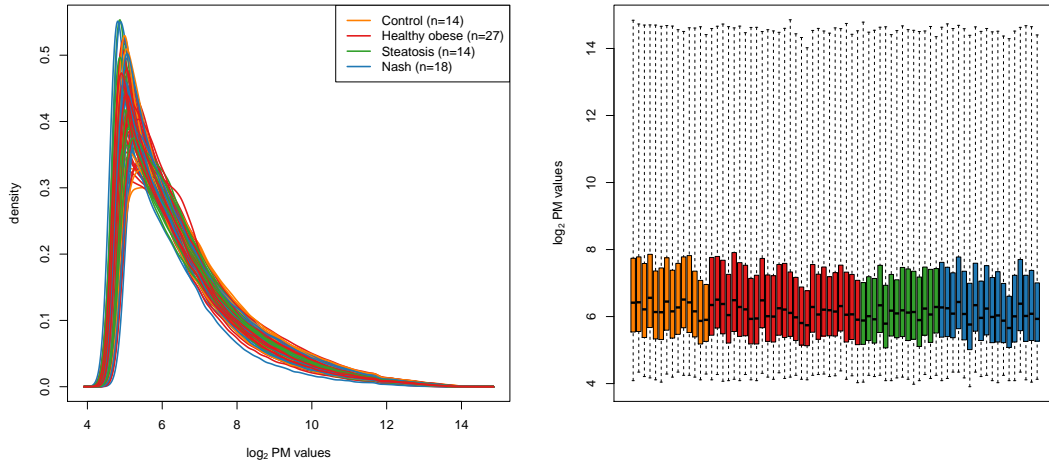 Control (n=14)
Healthy obese (n=27)
Steatosis (n=14)
Nash (n=18)
density
0.0 0.1 0.2 0.3 0.4 0.5
4 6 8 10 12 14
log₂ PM values
log₂ PM values
4 6 8 10 12 14